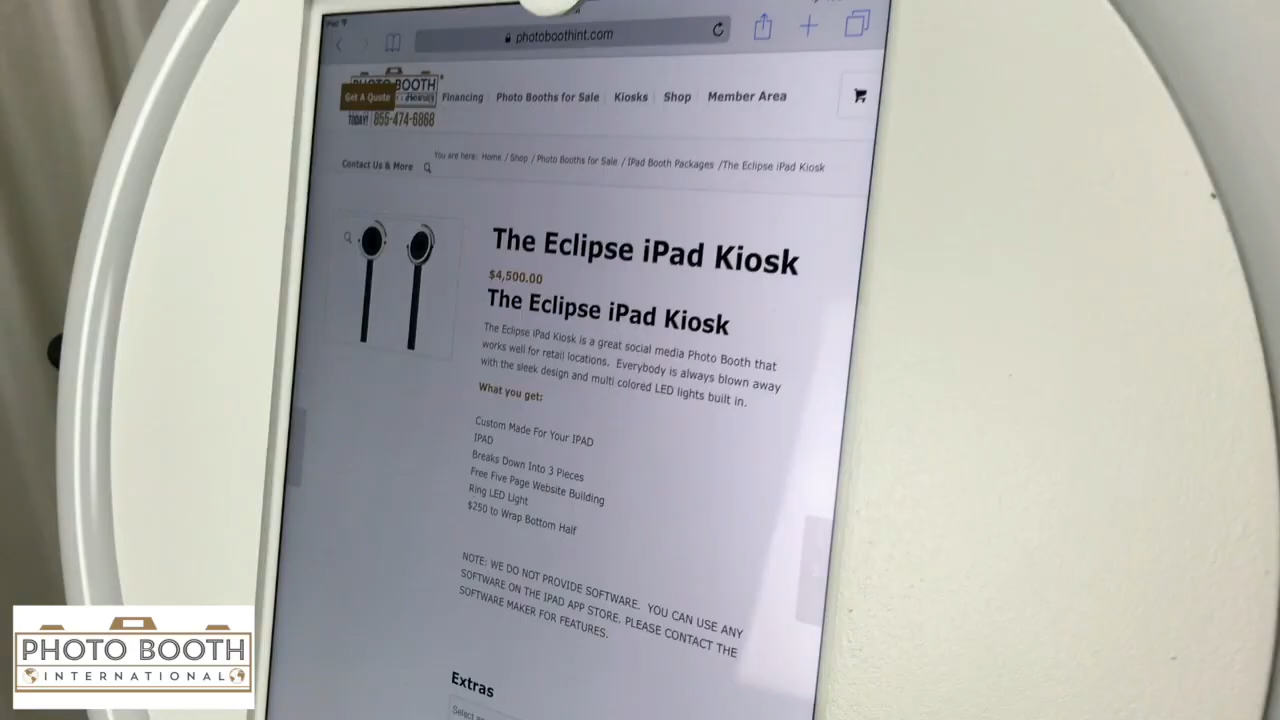 iPad
photoboothint.com
PHOTO BOOTH
Get A Quote
Home
Financing
Photo Booths for Sale
Kiosks
Shop
Member Area
TODAY! 855-474-6868
Contact Us & More
You are here: Home / Shop / Photo Booths for Sale / IPad Booth Packages / The Eclipse iPad Kiosk
The Eclipse iPad Kiosk
$4,500.00
The Eclipse iPad Kiosk
The Eclipse iPad Kiosk is a great social media Photo Booth that
works well for retail locations. Everybody is always blown away
with the sleek design and multi colored LED lights built in.
What you get:
Custom Made For Your IPAD
IPAD
Breaks Down Into 3 Pieces
Free Five Page Website Building
Ring LED Light
$250 to Wrap Bottom Half
NOTE: WE DO NOT PROVIDE SOFTWARE. YOU CAN USE ANY
SOFTWARE ON THE IPAD APP STORE. PLEASE CONTACT THE
SOFTWARE MAKER FOR FEATURES.
Extras
PHOTO BOOTH
INTERNATIONAL